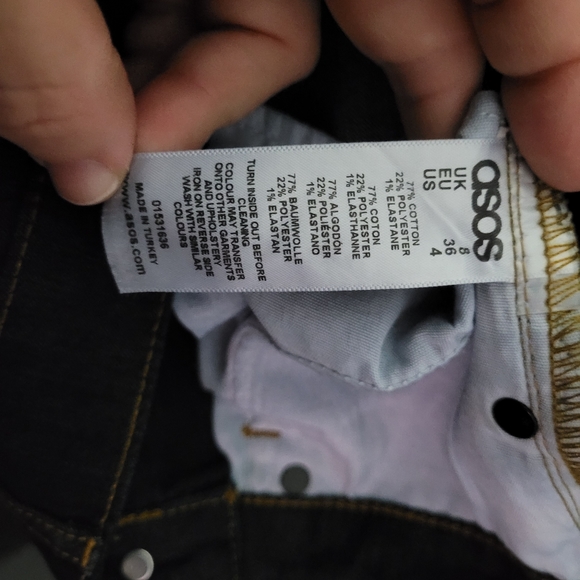 asos
UK 8
EU 36
US 4
77% COTTON
22% POLYESTER
1% ELASTANE
77% COTON
22% POLYESTER
1% ELASTHANNE
77% ALGODÓN
22% POLIÉSTER
1% ELASTANO
77% BAUMWOLLE
22% POLYESTER
1% ELASTAN
TURN INSIDE OUT BEFORE
CLEANING
COLOUR MAY TRANSFER
ONTO OTHER GARMENTS
AND UPHOLSTERY
IRON ON REVERSE SIDE
WASH WITH SIMILAR
COLOURS
01531636
MADE IN TURKEY
www.asos.com